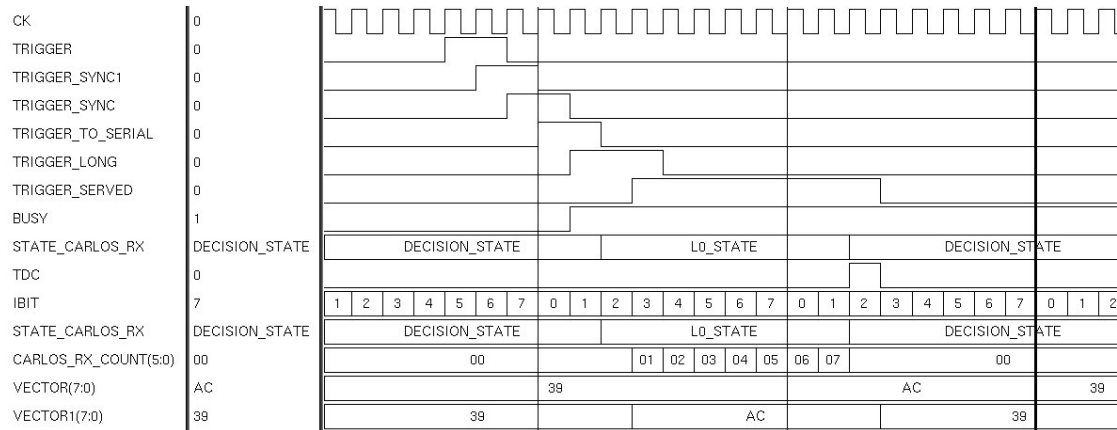 CK 0
TRIGGER 0
TRIGGER_SYNC1 0
TRIGGER_SYNC 0
TRIGGER_TO_SERIAL 0
TRIGGER_LONG 0
TRIGGER_SERVED 0
BUSY 1
STATE_CARLOS_RX DECISION_STATE DECISION_STATE L0_STATE DECISION_STATE
TDC 0
IBIT 7 1 2 3 4 5 6 7 0 1 2 3 4 5 6 7 0 1 2 3 4 5 6 7 0 1 2
STATE_CARLOS_RX DECISION_STATE DECISION_STATE L0_STATE DECISION_STATE
CARLOS_RX_COUNT(5:0) 00 00 01 02 03 04 05 06 07 00
VECTOR(7:0) AC 39 AC 39
VECTOR1(7:0) 39 39 AC 39